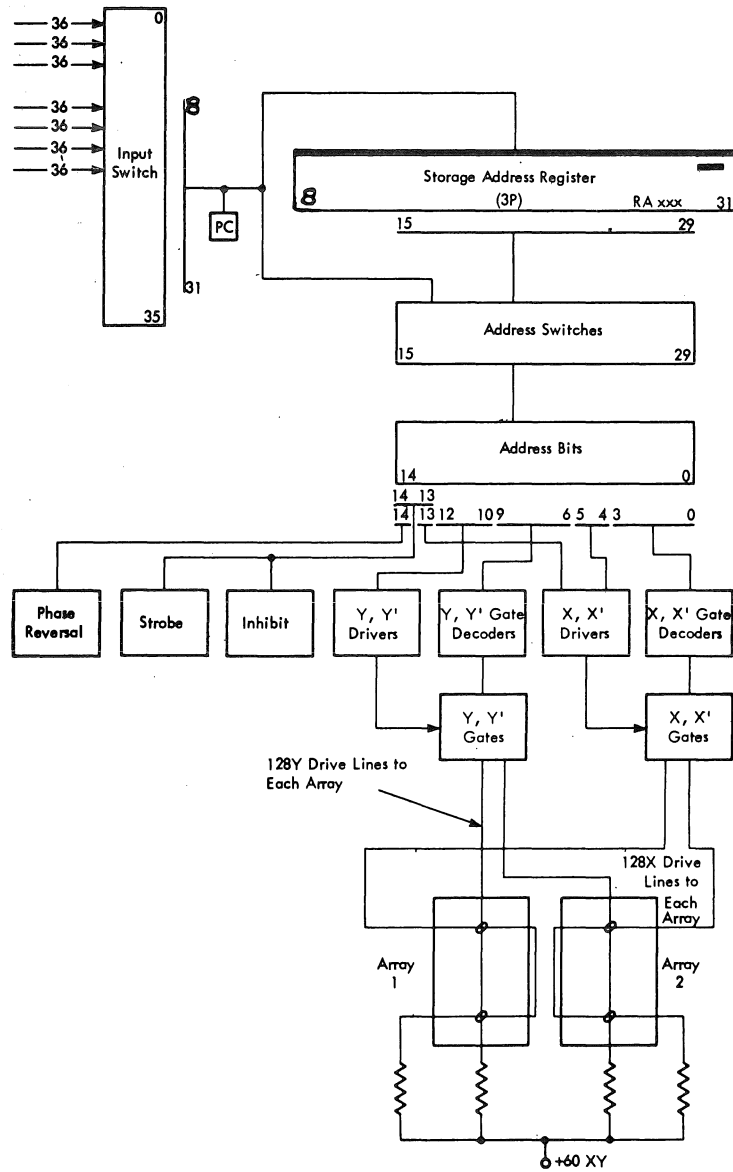 36
36
36
36
36
36
36
0
Input
Switch
35
8
31
PC
Storage Address Register
(3P)
RA xxx
8
31
15
29
Address Switches
15
29
Address Bits
14
0
14 13
14 13 12 10 9 6 5 4 3 0
Phase
Reversal
Strobe
Inhibit
Y, Y'
Drivers
Y, Y' Gate
Decoders
X, X'
Drivers
X, X' Gate
Decoders
Y, Y'
Gates
X, X'
Gates
128Y Drive Lines to
Each Array
128X Drive
Lines to
Each
Array
Array
1
Array
2
+60 XY